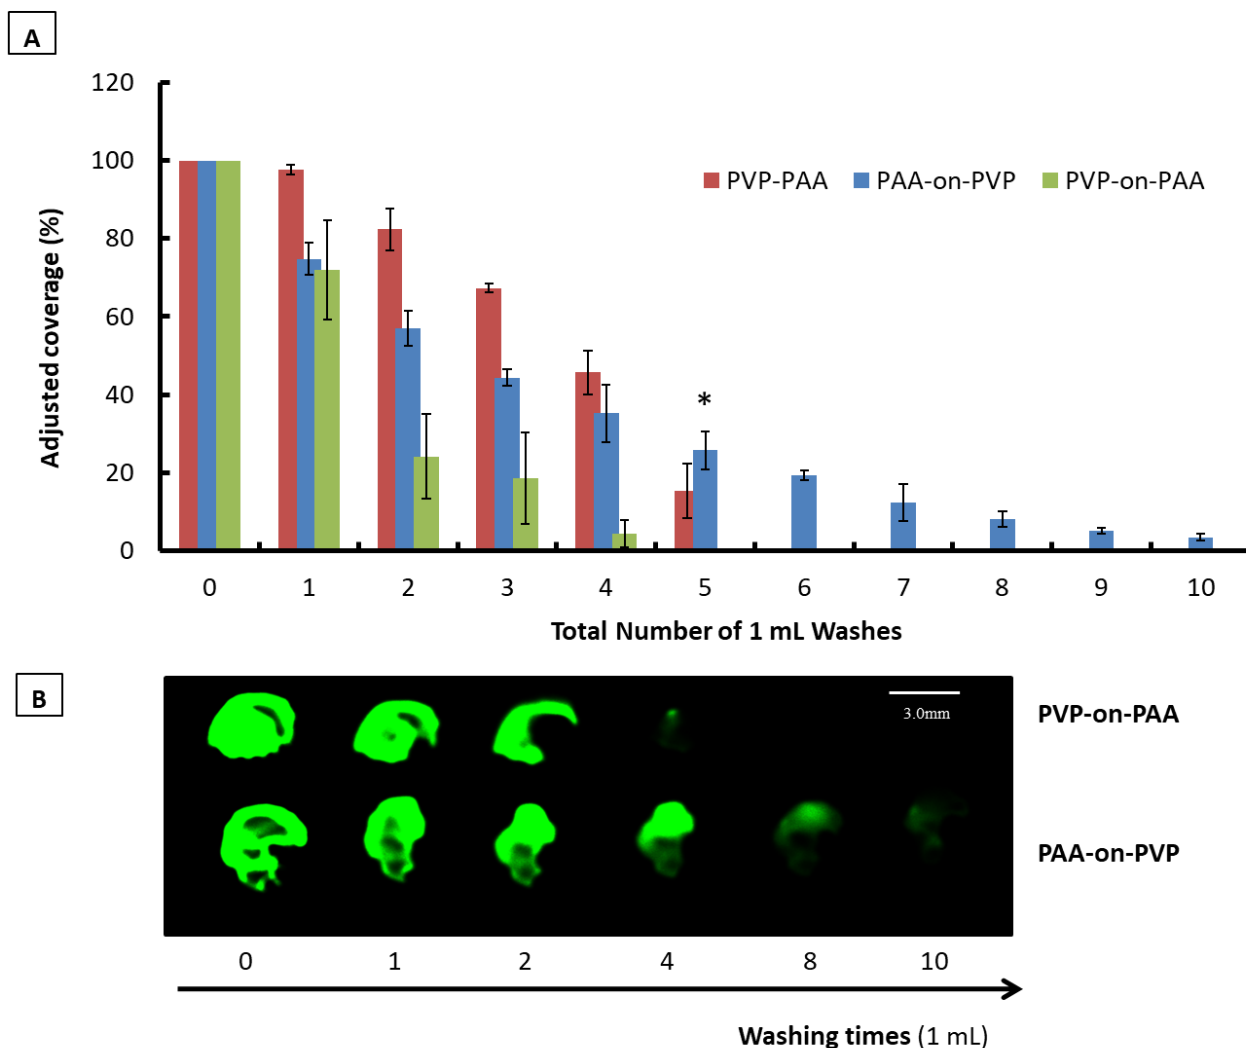 A
120
100
80
60
40
20
0
Adjusted coverage (%)
PVP-PAA PAA-on-PVP PVP-on-PAA
*
0 1 2 3 4 5 6 7 8 9 10
Total Number of 1 mL Washes
B
3.0mm
PVP-on-PAA
PAA-on-PVP
0 1 2 4 8 10
Washing times (1 mL)